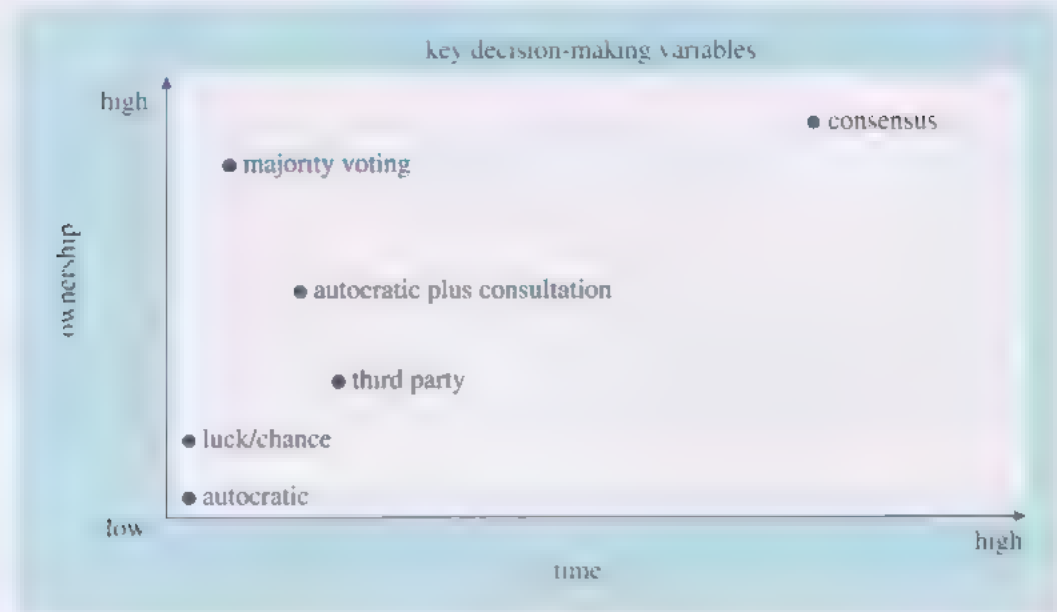 key decision-making variables
high
consensus
majority voting
ownership
autocratic plus consultation
third party
luck/chance
autocratic
low
high
time